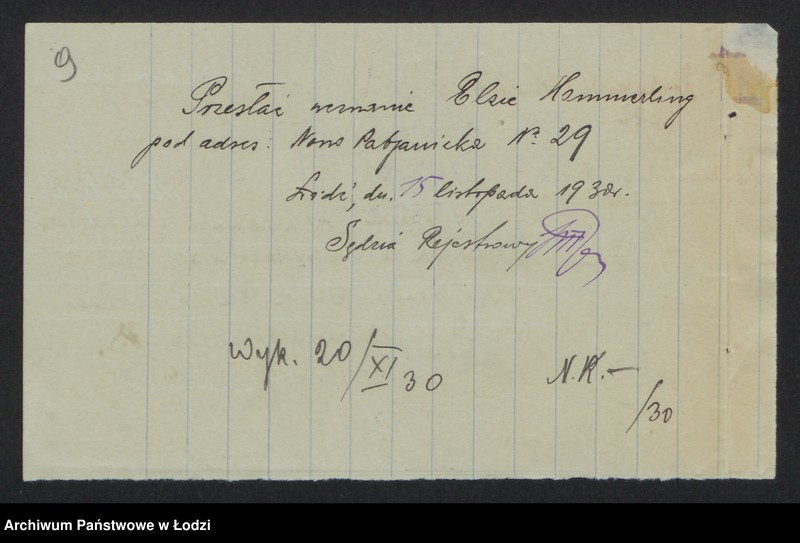 9
Przesłać wezwanie Elzie Hammerling
pod adres: Nowo Pabjanicka № 29
Łódź, dn. 15 listopada 1930 r.
Sędzia Rejestrowy
Wyk. 20/XI 30
N.K. –
/30
Archiwum Państwowe w Łodzi